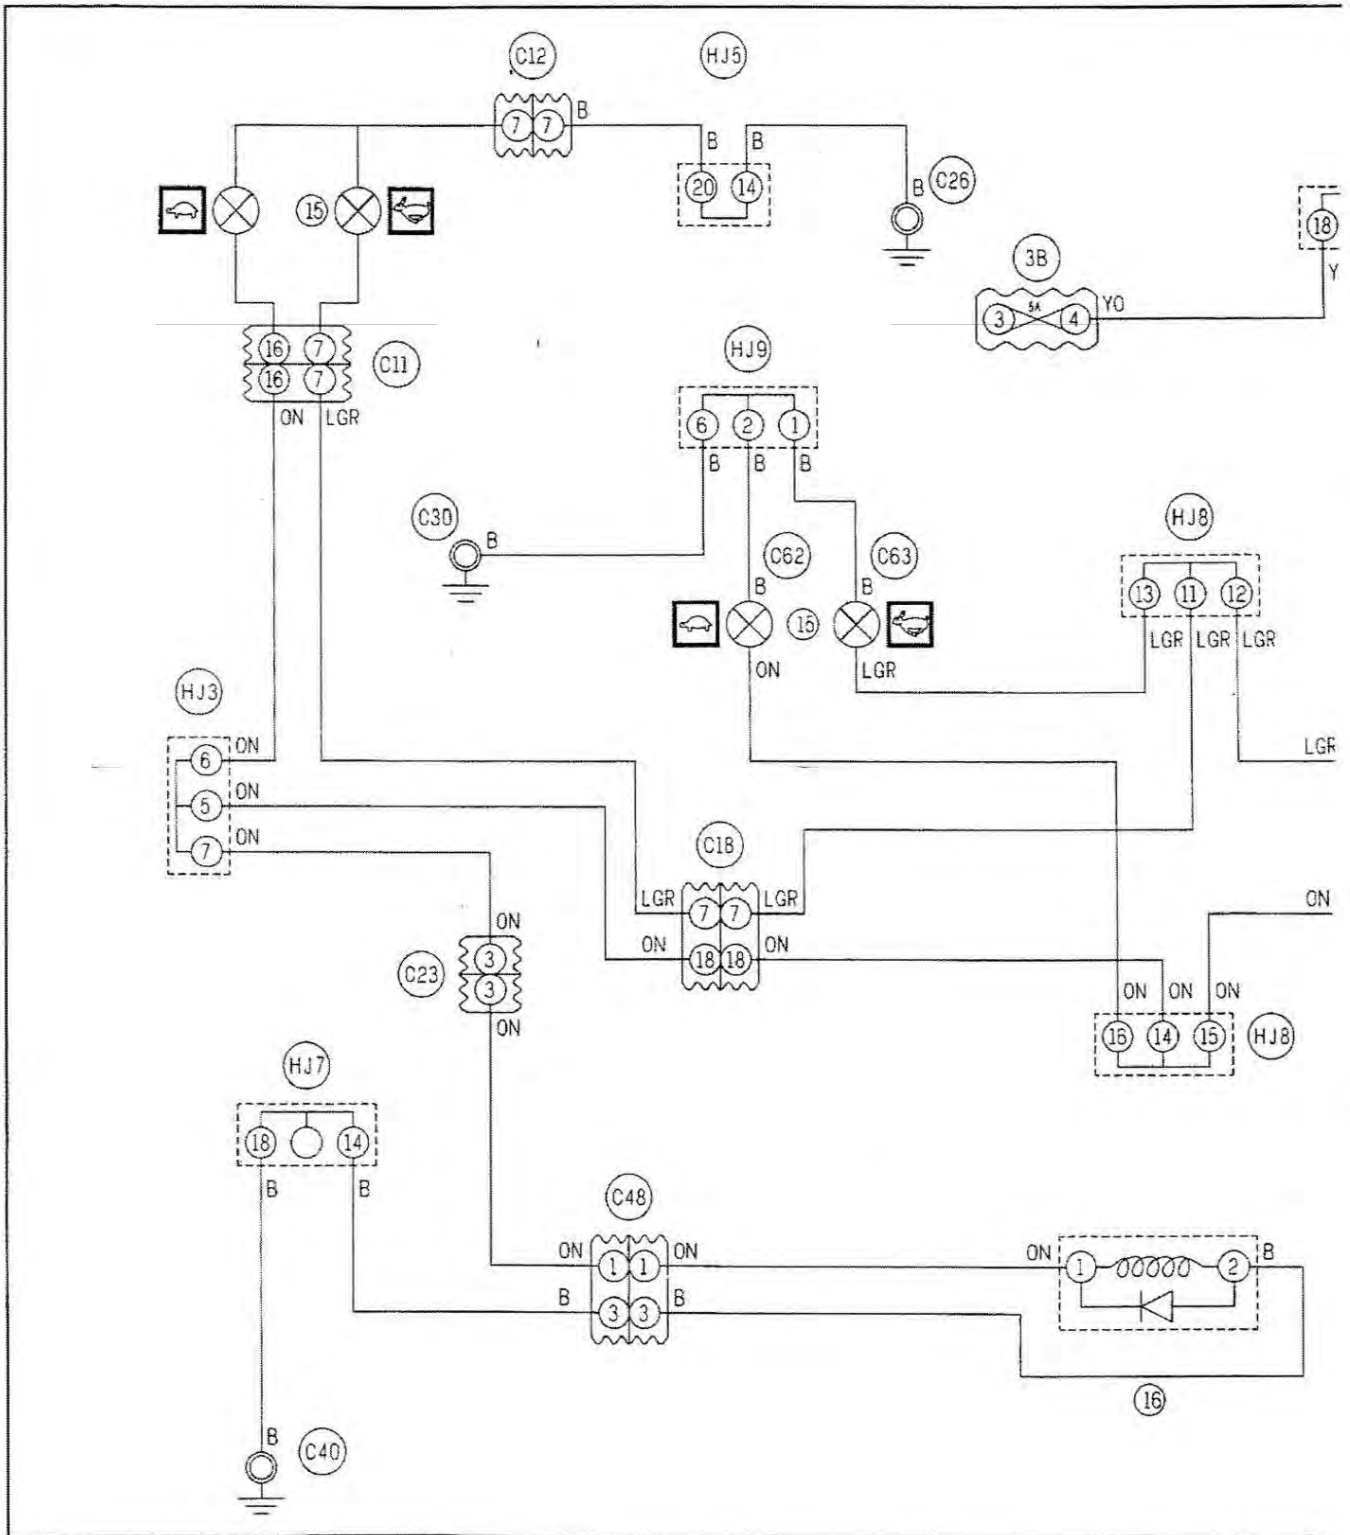 C12
HJ5
7 7 B
B B
20 14
C26
B
15
18
Y
3B
3 5A 4 YO
16 7
16 7
C11
ON LGR
HJ9
6 2 1
B B B
C30
B
C62
C63
B B
15
ON
LGR
HJ8
13 11 12
LGR LGR LGR
LGR
HJ3
6 ON
5 ON
7 ON
C18
LGR 7 7 LGR
ON 18 18 ON
ON
ON
C23
3
3
ON
ON ON ON
16 14 15
HJ8
HJ7
18 14
B B
C48
ON 1 1 ON
B 3 3 B
ON 1 2 B
16
B
C40